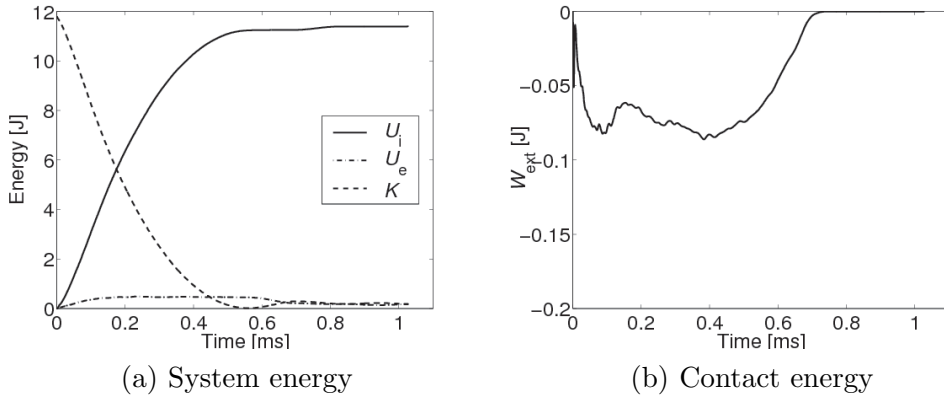 12
10
8
6
4
2
0
Energy [J]
U_i
U_e
K
0 0.2 0.4 0.6 0.8 1
Time [ms]
(a) System energy
0
−0.05
−0.1
−0.15
−0.2
W_ext [J]
0 0.2 0.4 0.6 0.8 1
Time [ms]
(b) Contact energy